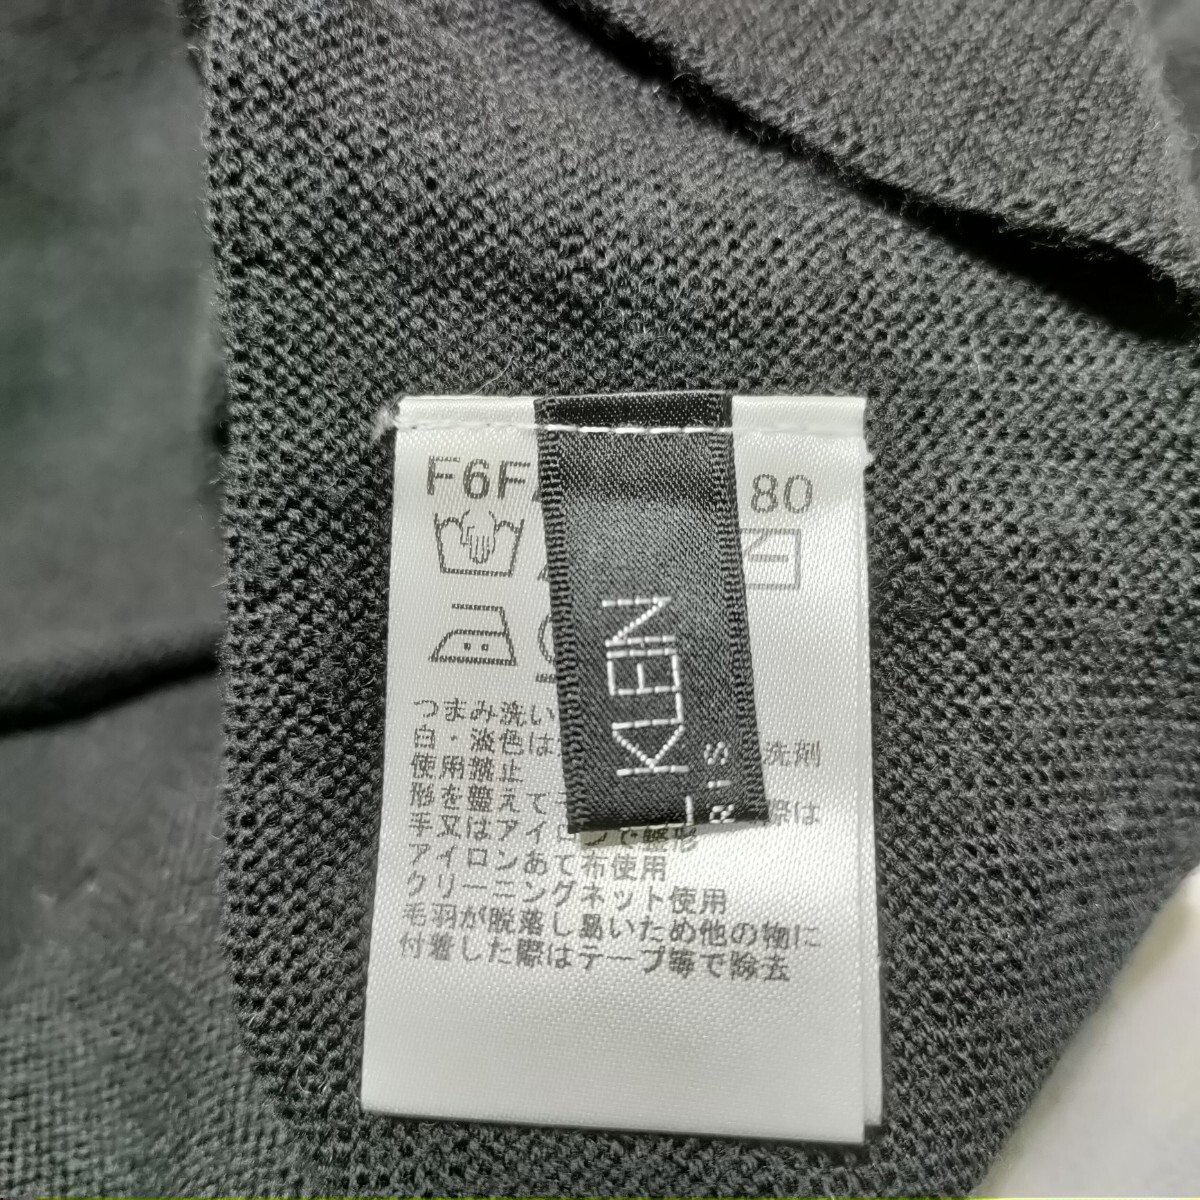 F6F 80
KLEIN
RIS
つまみ洗い
白・淡色は 洗剤
使用禁止
形を整えて 際は
手又はアイロ で整形
アイロンあて布使用
クリーニングネット使用
毛羽が脱落し易いため他の物に
付着した際はテープ等で除去